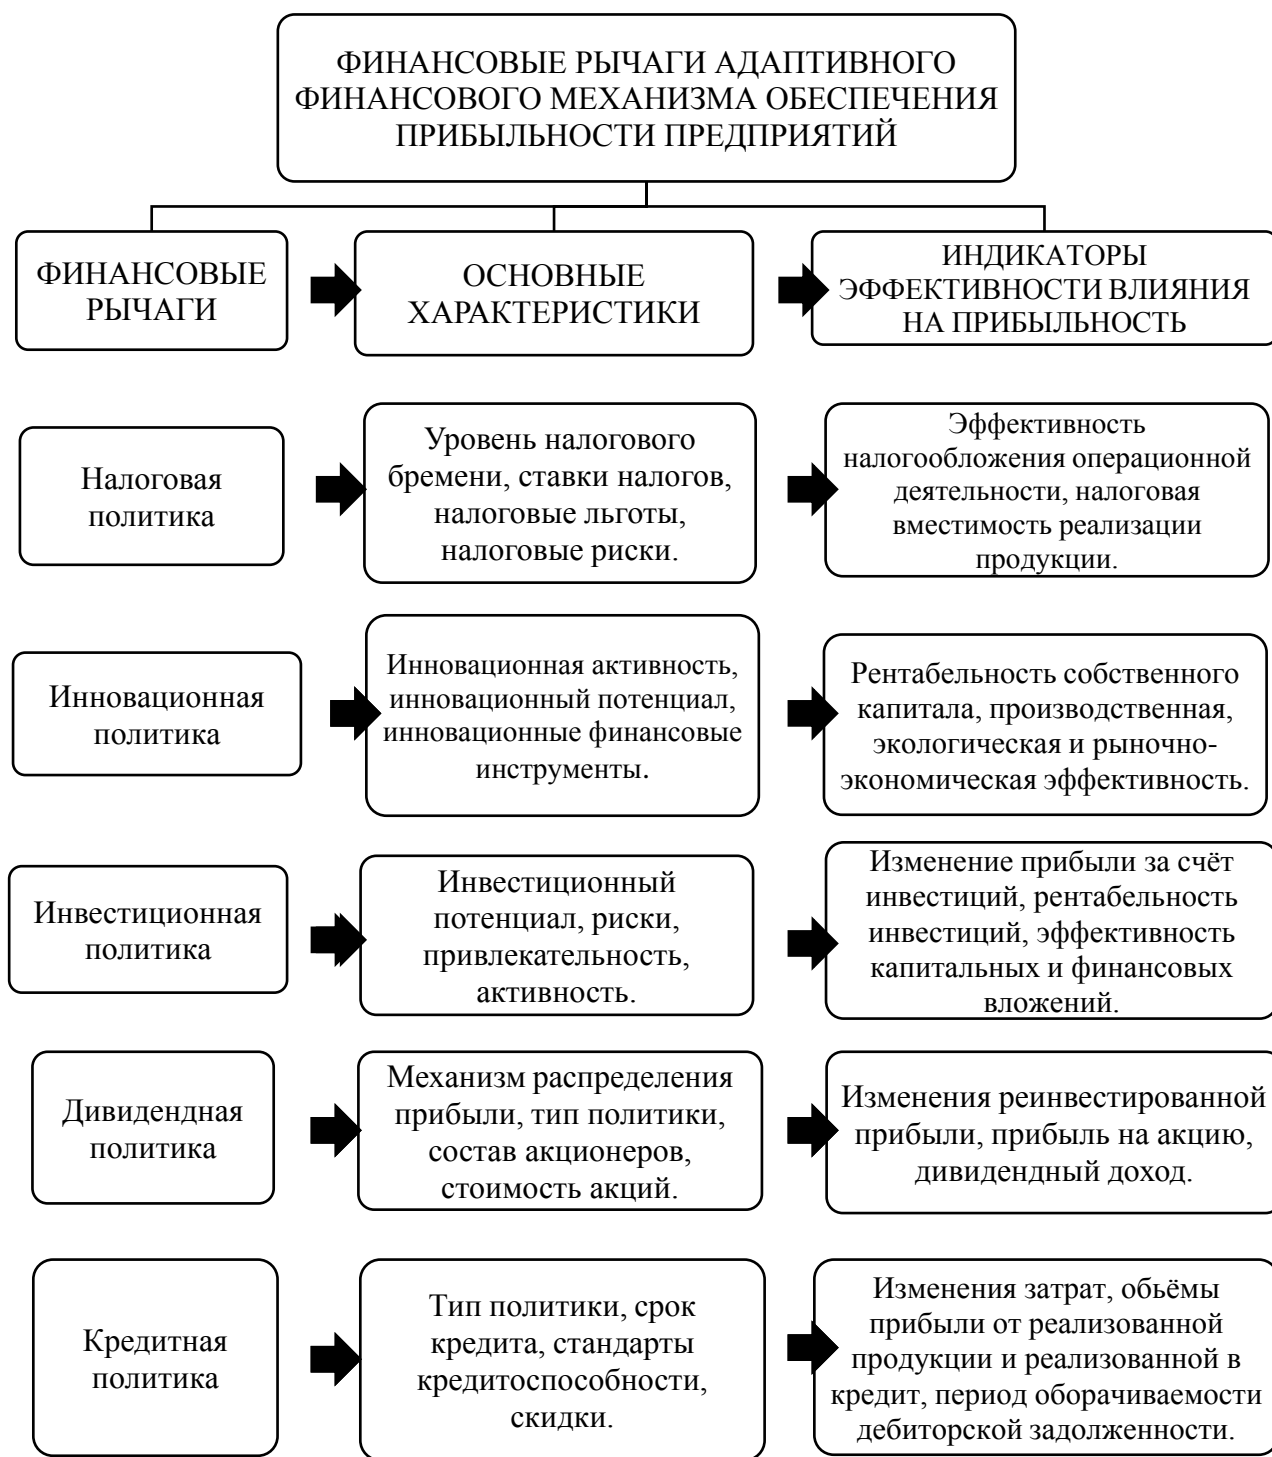 ФИНАНСОВЫЕ РЫЧАГИ АДАПТИВНОГО
ФИНАНСОВОГО МЕХАНИЗМА ОБЕСПЕЧЕНИЯ
ПРИБЫЛЬНОСТИ ПРЕДПРИЯТИЙ
ФИНАНСОВЫЕ
РЫЧАГИ
ОСНОВНЫЕ
ХАРАКТЕРИСТИКИ
ИНДИКАТОРЫ
ЭФФЕКТИВНОСТИ ВЛИЯНИЯ
НА ПРИБЫЛЬНОСТЬ
Налоговая
политика
Уровень налогового
бремени, ставки налогов,
налоговые льготы,
налоговые риски.
Эффективность
налогообложения операционной
деятельности, налоговая
вместимость реализации
продукции.
Инновационная
политика
Инновационная активность,
инновационный потенциал,
инновационные финансовые
инструменты.
Рентабельность собственного
капитала, производственная,
экологическая и рыночно-
экономическая эффективность.
Инвестиционная
политика
Инвестиционный
потенциал, риски,
привлекательность,
активность.
Изменение прибыли за счёт
инвестиций, рентабельность
инвестиций, эффективность
капитальных и финансовых
вложений.
Дивидендная
политика
Механизм распределения
прибыли, тип политики,
состав акционеров,
стоимость акций.
Изменения реинвестированной
прибыли, прибыль на акцию,
дивидендный доход.
Кредитная
политика
Тип политики, срок
кредита, стандарты
кредитоспособности,
скидки.
Изменения затрат, обьёмы
прибыли от реализованной
продукции и реализованной в
кредит, период оборачиваемости
дебиторской задолженности.